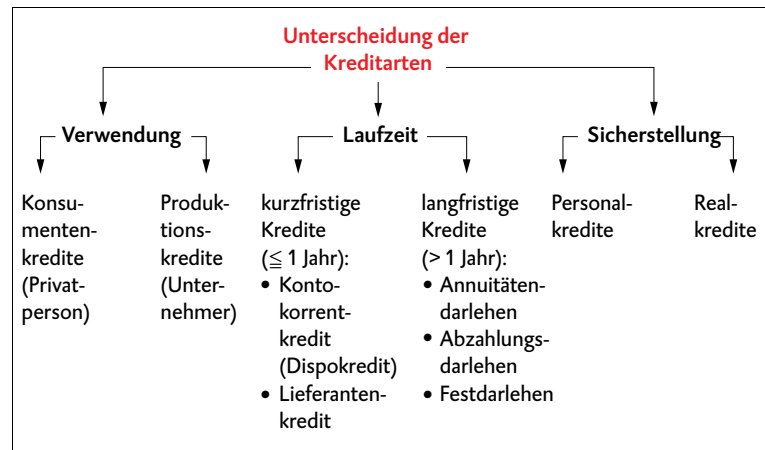 Unterscheidung der
Kreditarten
Verwendung
Laufzeit
Sicherstellung
Konsu-
menten-
kredite
(Privat-
person)
Produk-
tions-
kredite
(Unter-
nehmer)
kurzfristige
Kredite
(≦ 1 Jahr):
• Konto-
korrent-
kredit
(Dispokredit)
• Lieferanten-
kredit
langfristige
Kredite
(> 1 Jahr):
• Annuitäten-
darlehen
• Abzahlungs-
darlehen
• Festdarlehen
Personal-
kredite
Real-
kredite